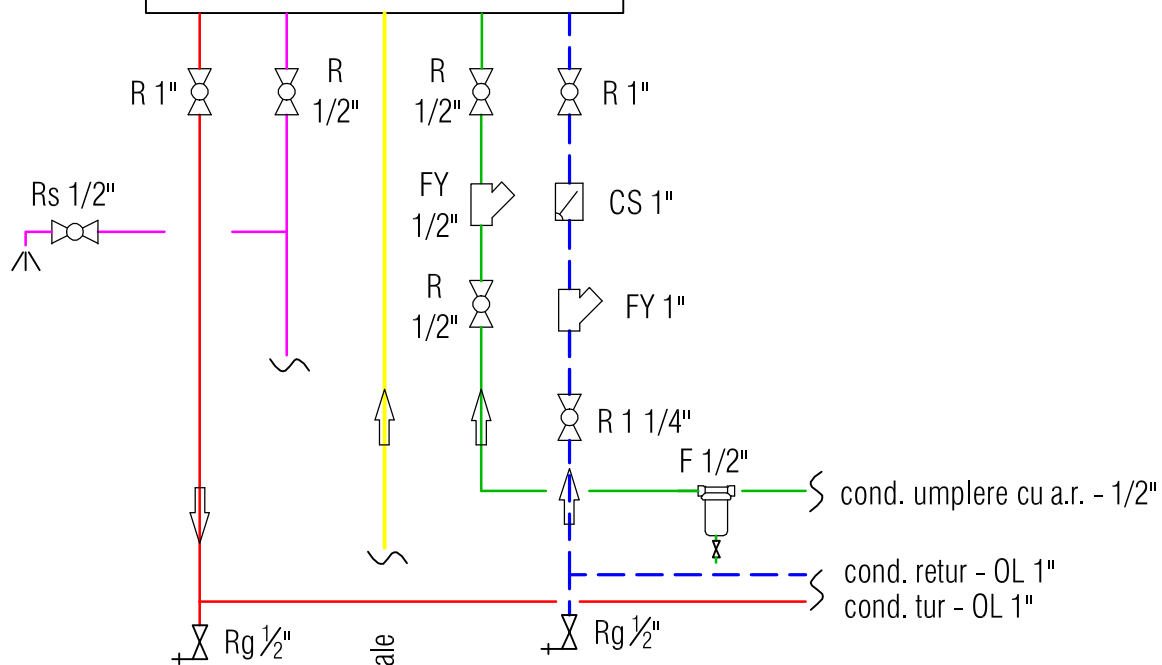 R 1"
R
1/2"
R
1/2"
R 1"
Rs 1/2"
FY
1/2"
CS 1"
R
1/2"
FY 1"
R 1 1/4"
F 1/2"
cond. umplere cu a.r. - 1/2"
cond. retur - OL 1"
cond. tur - OL 1"
Rg ½"
ale
Rg ½"